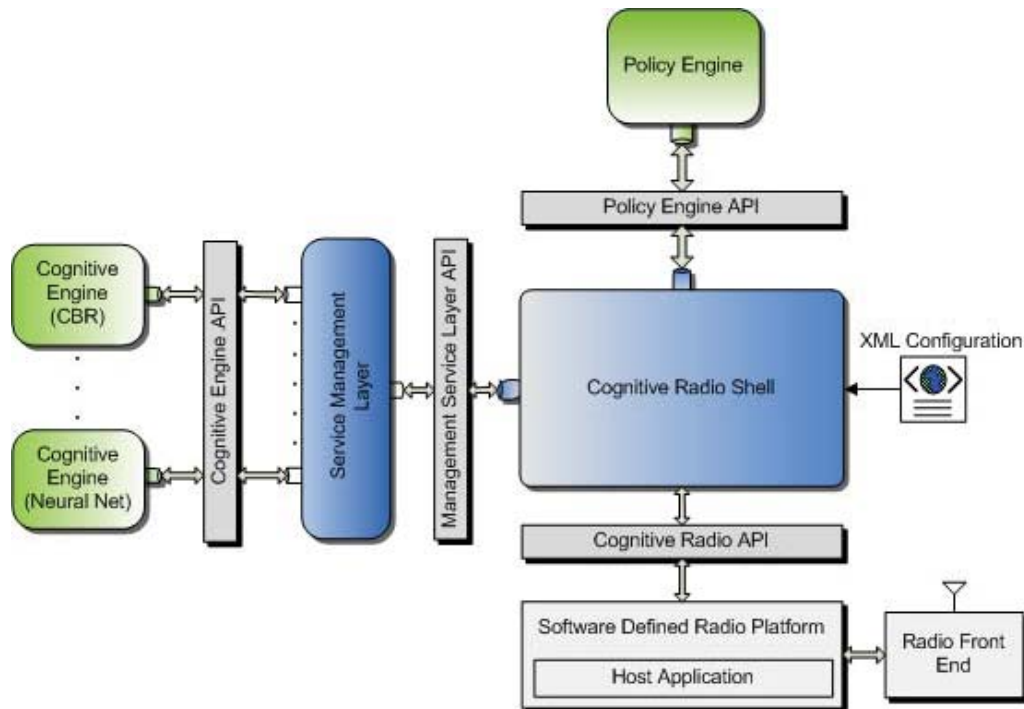 Policy Engine
Policy Engine API
Cognitive
Engine
(CBR)
Cognitive
Engine
(Neural Net)
Cognitive Engine API
Service Management
Layer
Management Service Layer API
Cognitive Radio Shell
XML Configuration
Cognitive Radio API
Software Defined Radio Platform
Host Application
Radio Front
End